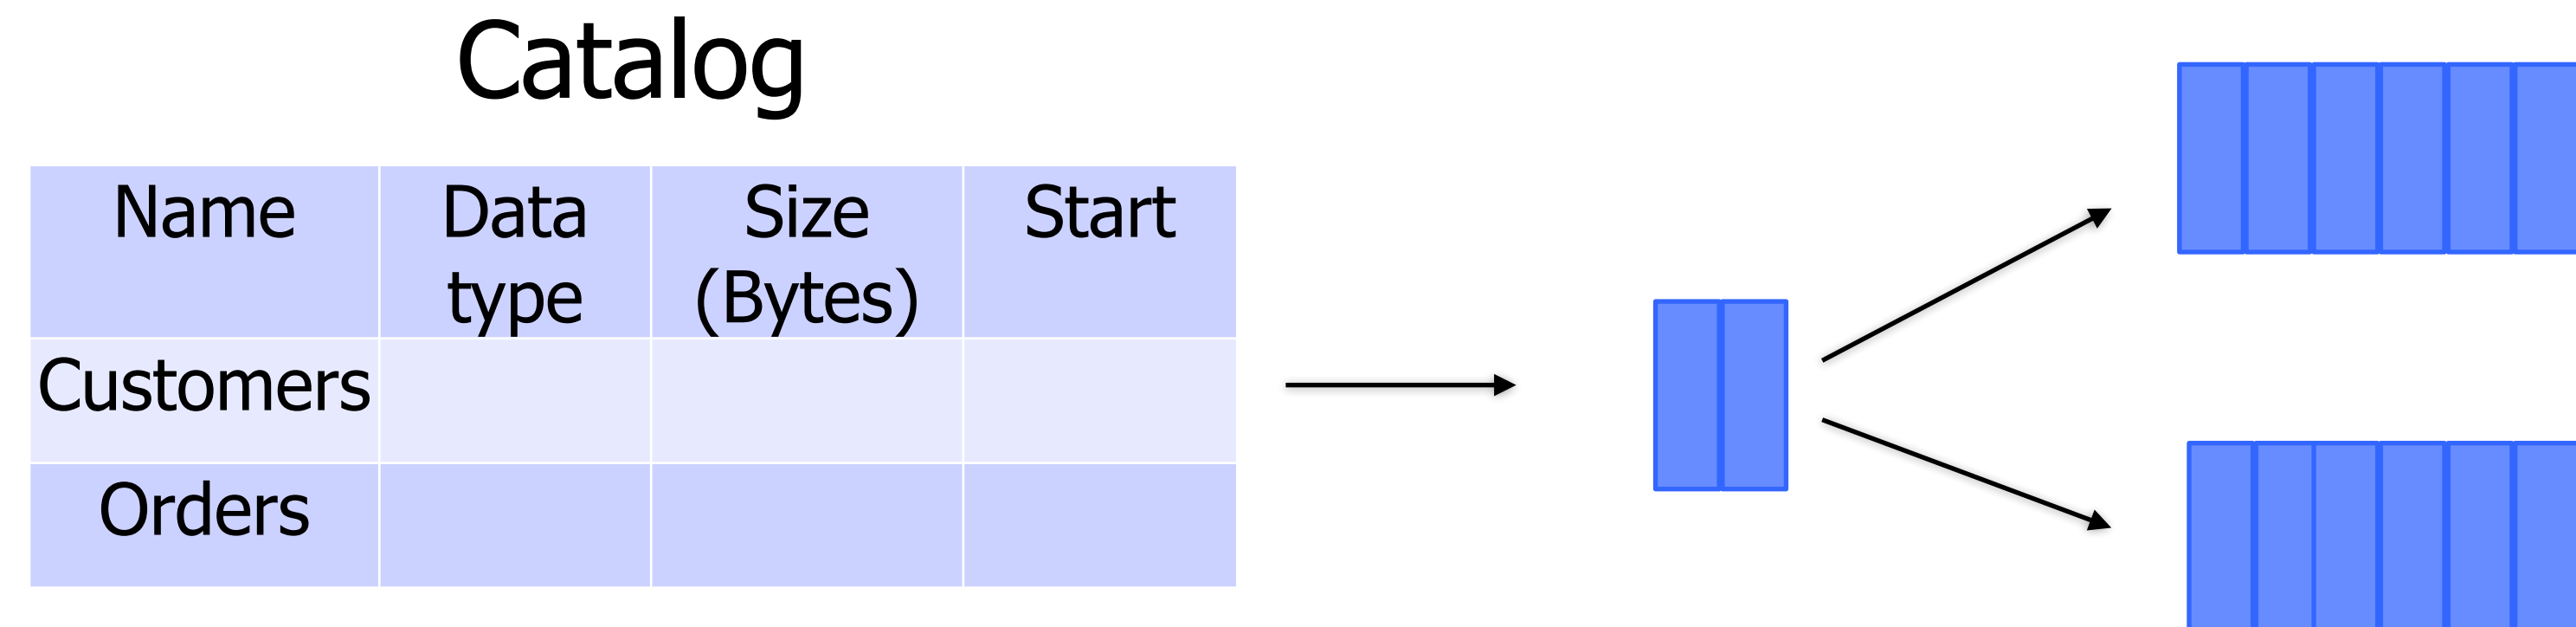 Catalog
Name Data type Size (Bytes) Start
Customers
Orders